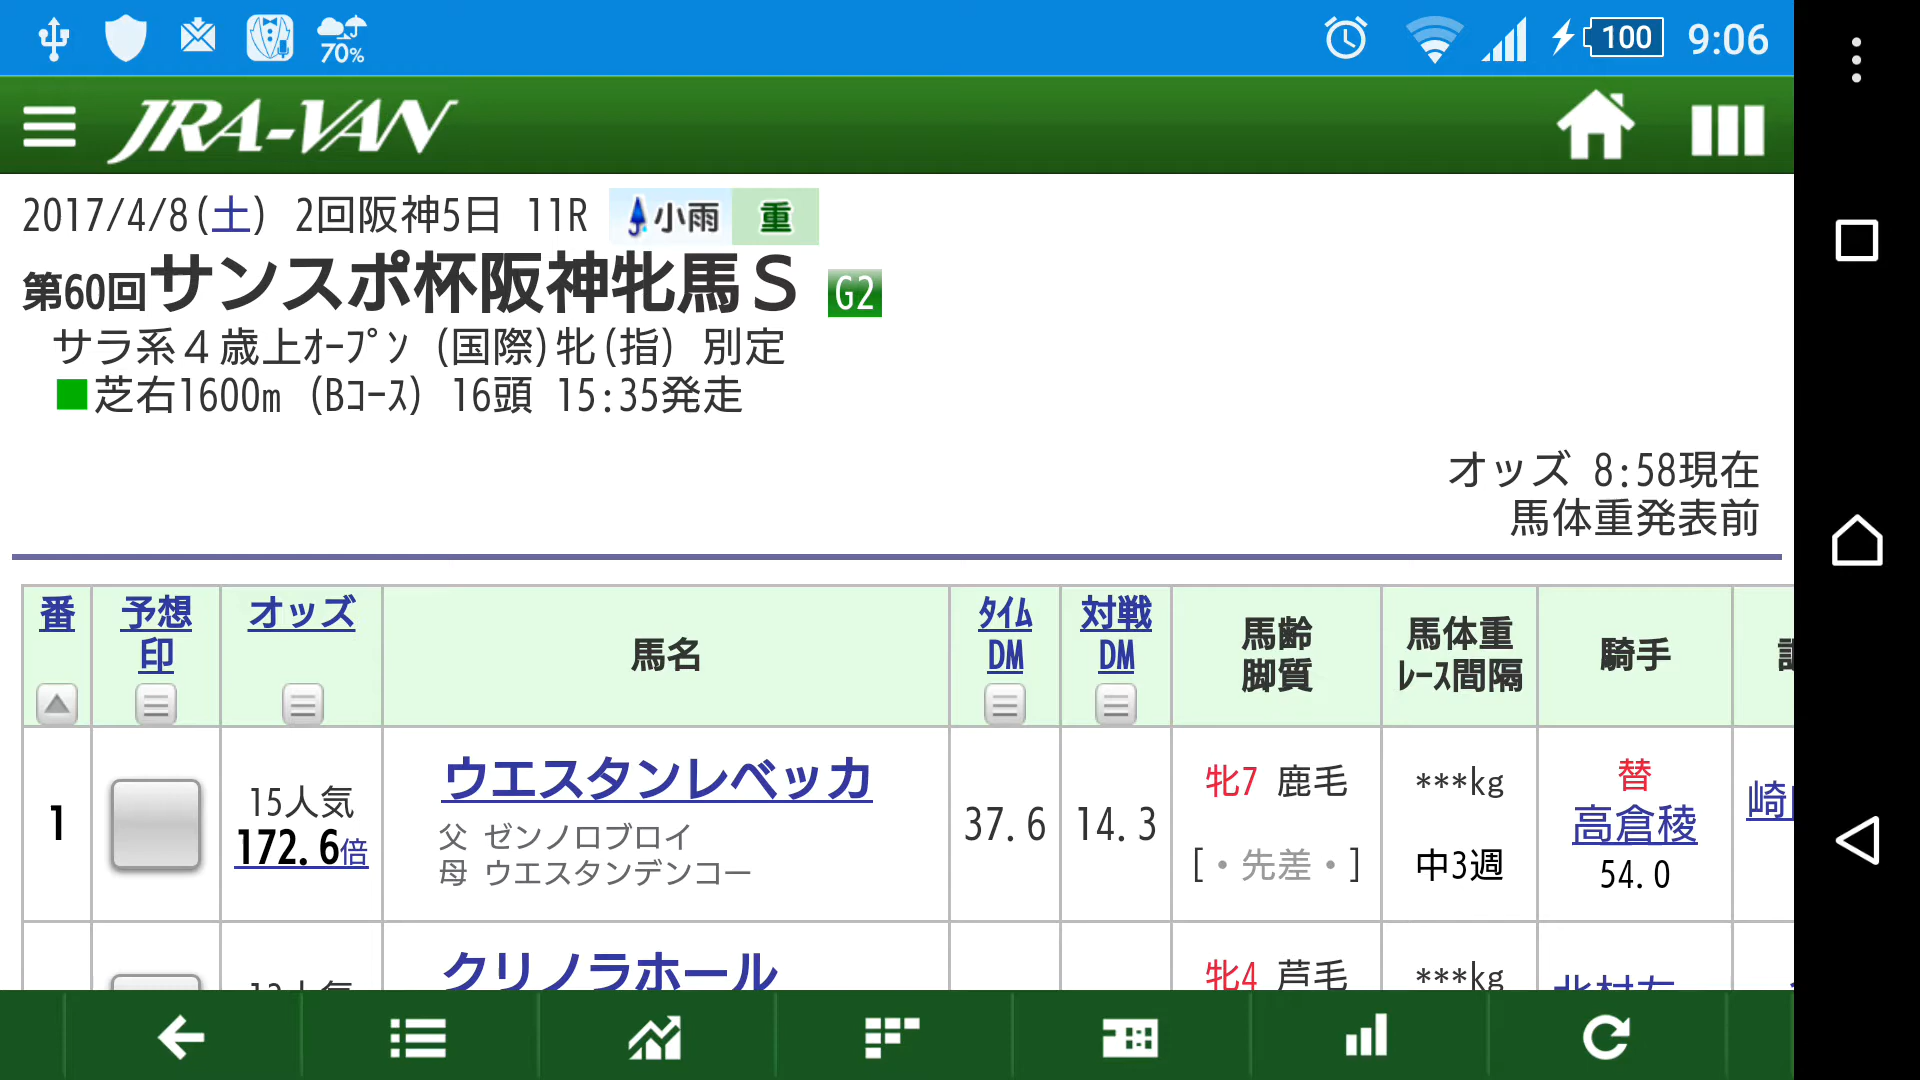 70%
100 9:06
JRA-VAN
2017/4/8(土) 2回阪神5日 11R 小雨 重
第60回サンスポ杯阪神牝馬S G2
サラ系４歳上ｵｰﾌﾟﾝ (国際)牝(指) 別定
芝右1600m (Bｺｰｽ) 16頭 15:35発走
オッズ 8:58現在
馬体重発表前
番 予想印 オッズ 馬名 ﾀｲﾑDM 対戦DM 馬齢脚質 馬体重ﾚｰｽ間隔 騎手
1 15人気 172.6倍 ウエスタンレベッカ 37.6 14.3 牝7 鹿毛 ***kg 替
父 ゼンノロブロイ [・先差・] 中3週 高倉稜 崎
母 ウエスタンデンコー 54.0
クリノラホール 牝4 芦毛 ***kg